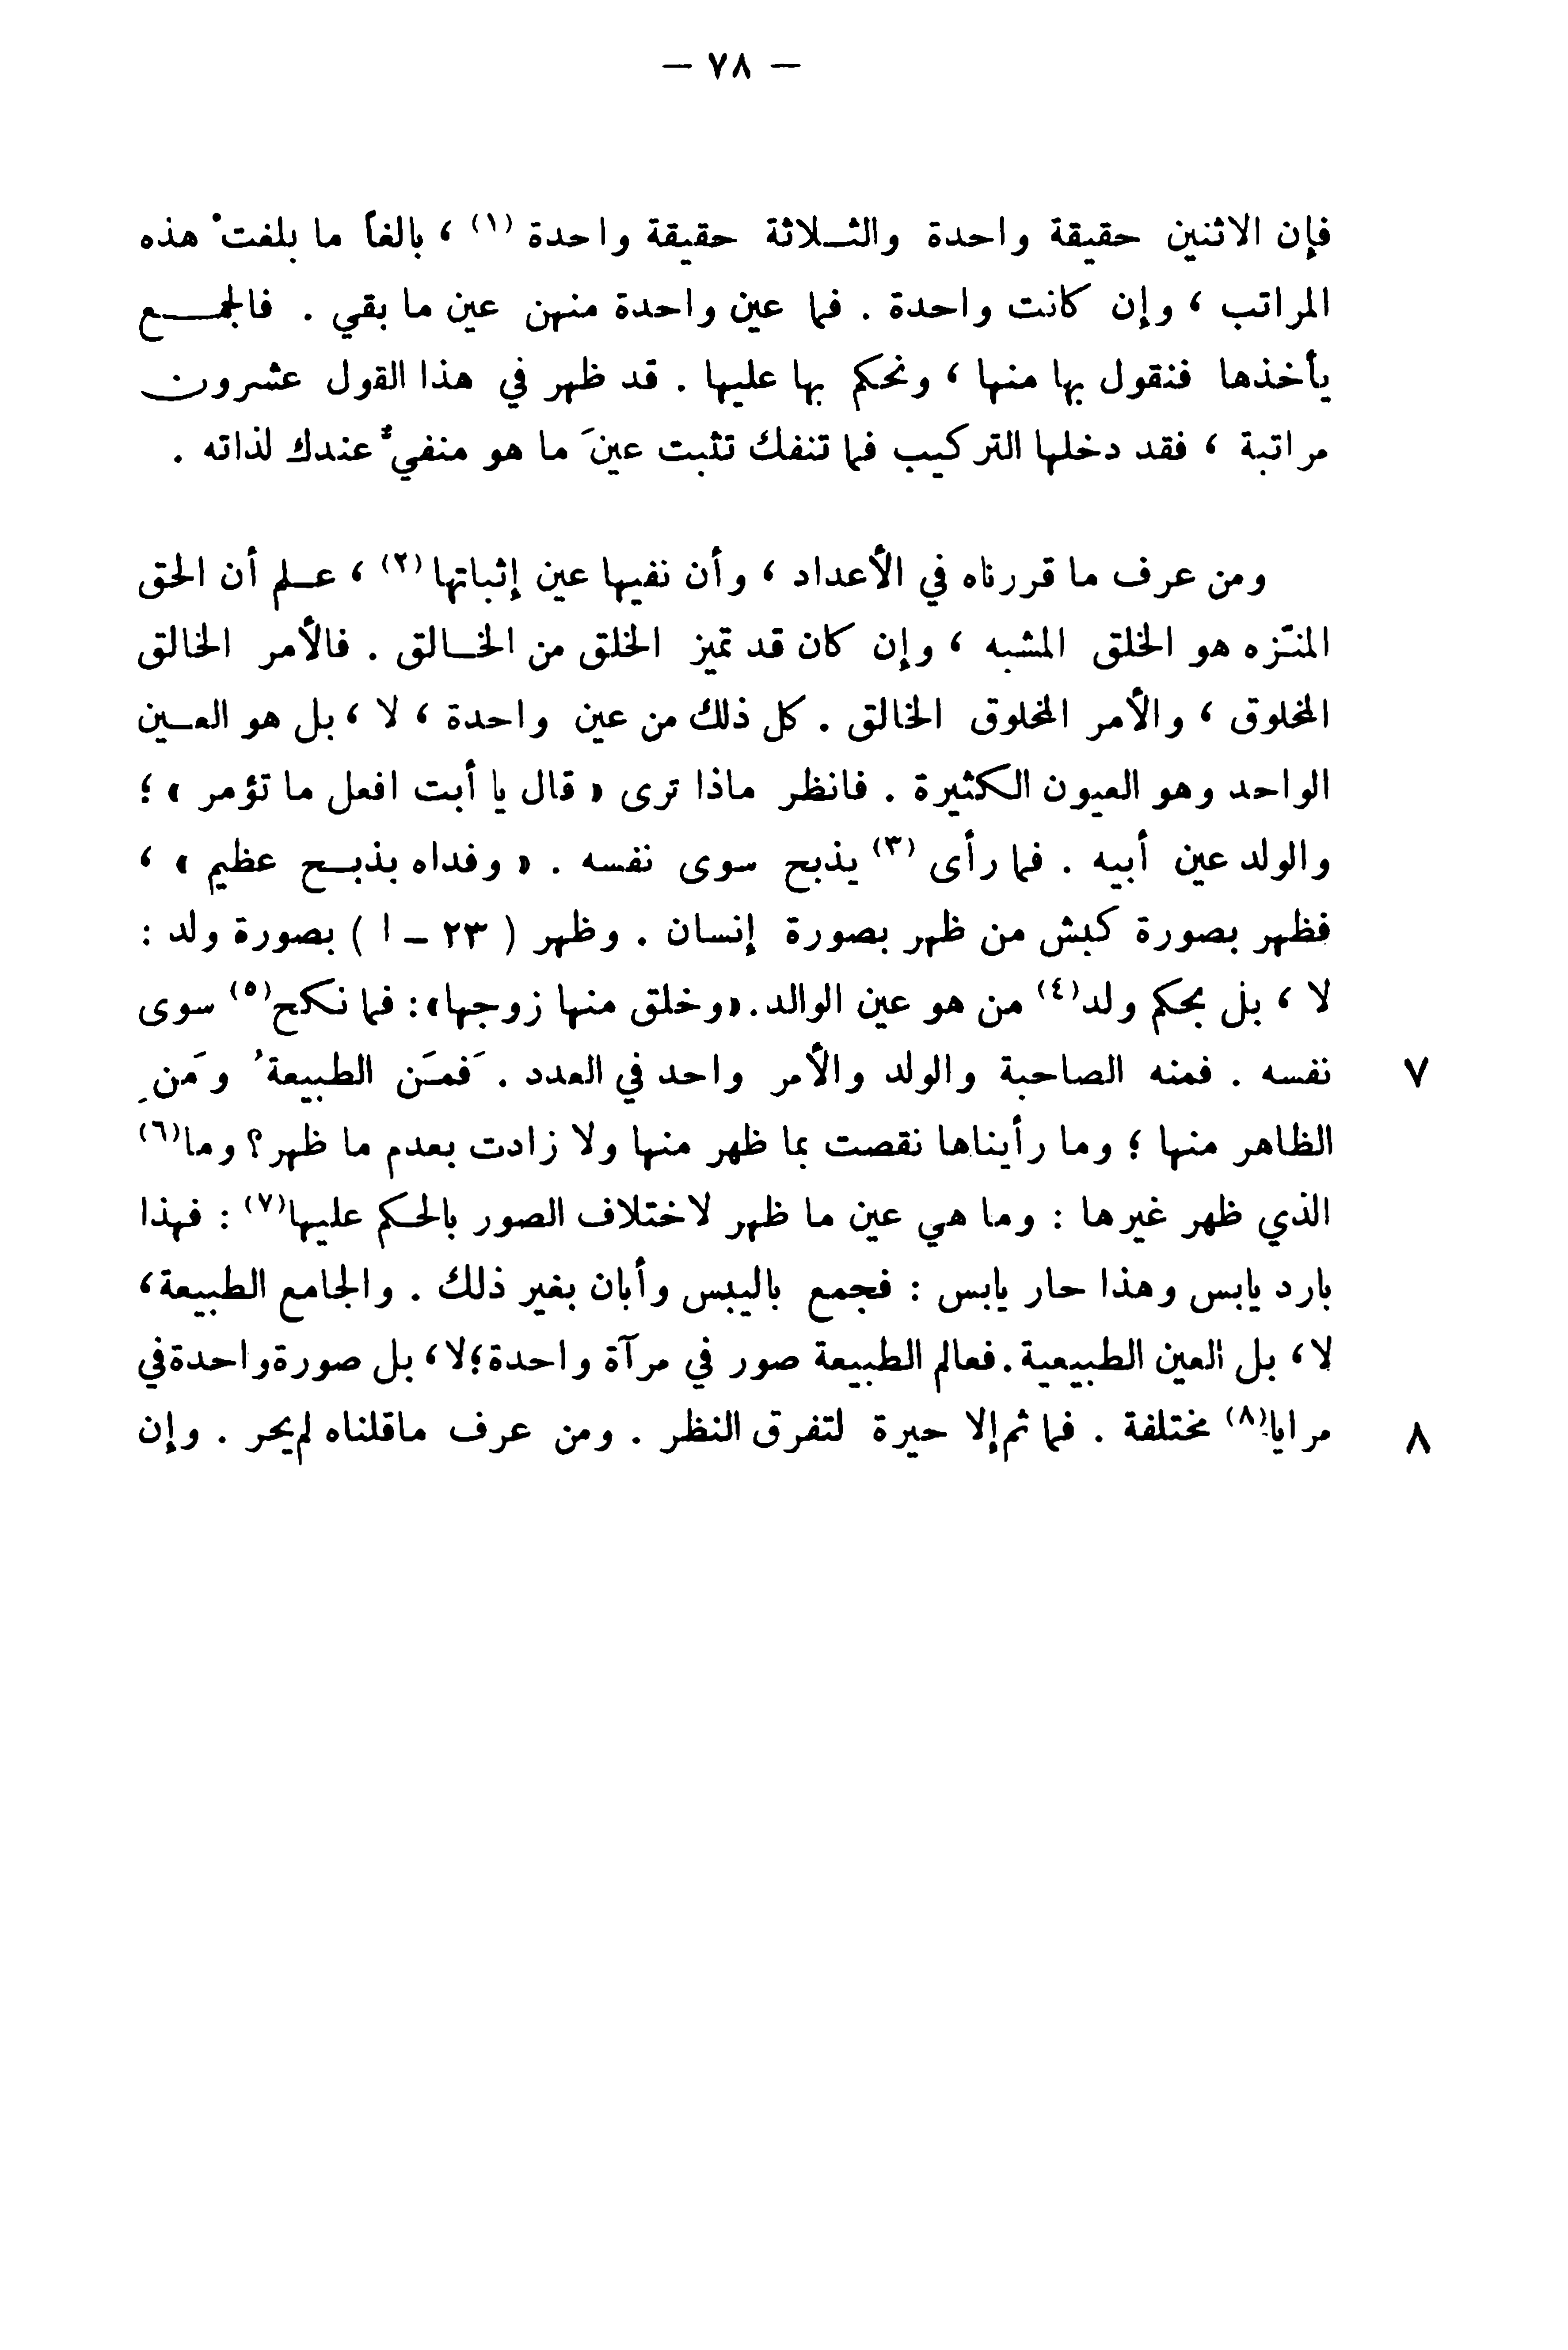 — ٧٨ —
فإن الاثنين حقيقة واحدة والثـلاثة حقيقة واحدة (١) ، بالغاً ما بلغتْ هذه
المراتب ، وإن كانت واحدة . فما عين واحدة منهن عين ما بقي . فالجمـــع
يأخذها فنقول بها منها ، ونحكم بها عليها . قد ظهر في هذا القول عشرون
مراتبة ، فقد دخلها التركيب فما تنفك تثبت عينَ ما هو منفيٌ عندك لذاته .
ومن عرف ما قررناه في الأعداد ، وأن نفيها عين إثباتها (٢) ، عـلم أن الحق
المنزّه هو الخلق المشبه ، وإن كان قد تميز الخلق من الخـالق . فالأمر الخالق
المخلوق ، والأمر المخلوق الخالق . كل ذلك من عين واحدة ، لا ، بل هو العـين
الواحد وهو العيون الكثيرة . فانظر ماذا ترى « قال يا أبت افعل ما تؤمر » ؛
والولد عين أبيه . فما رأى (٣) يذبح سوى نفسه . « وفداه بذبـح عظيم » ،
فظهر بصورة كبش من ظهر بصورة إنسان . وظهر ( ٢٣ – ا ) بصورة ولد :
لا ، بل بحكم ولد (٤) من هو عين الوالد . «وخلق منها زوجها» : فما نكح (٥) سوى
نفسه . فمنه الصاحبة والولد والأمر واحد في العدد . فَمَن الطبيعةُ ومَنِ ٧
الظاهر منها ؛ وما رأيناها نقصت بما ظهر منها ولا زادت بعدم ما ظهر؟ وما (٦)
الذي ظهر غيرها : وما هي عين ما ظهر لاختلاف الصور بالحكم عليها (٧) : فهذا
بارد يابس وهذا حار يابس : فجمع باليبس وأبان بغير ذلك . والجامع الطبيعة،
لا، بل العين الطبيعية. فعالم الطبيعة صور في مرآة واحدة؛ لا، بل صورة واحدة في
مرايا (٨) مختلفة . فما ثم إلا حيرة لتفرق النظر . ومن عرف ماقلناه لم يحر . وإن ٨